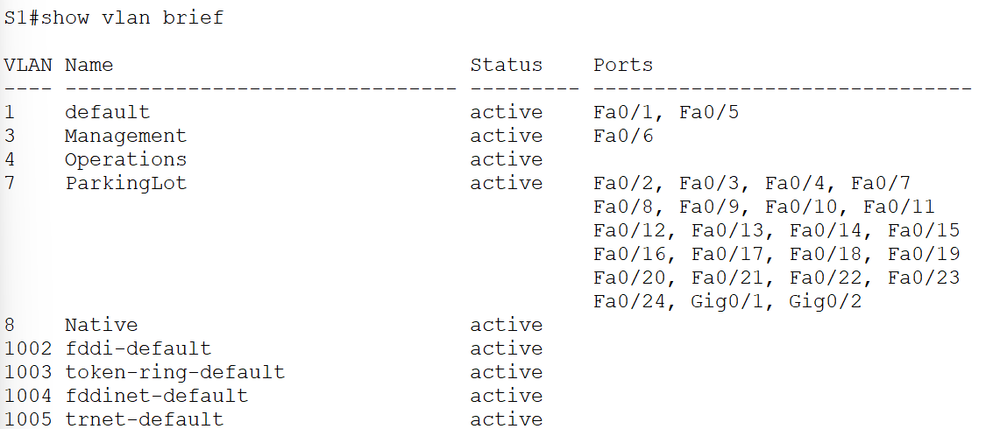 S1#show vlan brief
VLAN Name                             Status    Ports
---- -------------------------------- --------- -------------------------------
1    default                          active    Fa0/1, Fa0/5
3    Management                       active    Fa0/6
4    Operations                       active
7    ParkingLot                       active    Fa0/2, Fa0/3, Fa0/4, Fa0/7
                                                Fa0/8, Fa0/9, Fa0/10, Fa0/11
                                                Fa0/12, Fa0/13, Fa0/14, Fa0/15
                                                Fa0/16, Fa0/17, Fa0/18, Fa0/19
                                                Fa0/20, Fa0/21, Fa0/22, Fa0/23
                                                Fa0/24, Gig0/1, Gig0/2
8    Native                           active
1002 fddi-default                     active
1003 token-ring-default               active
1004 fddinet-default                  active
1005 trnet-default                    active